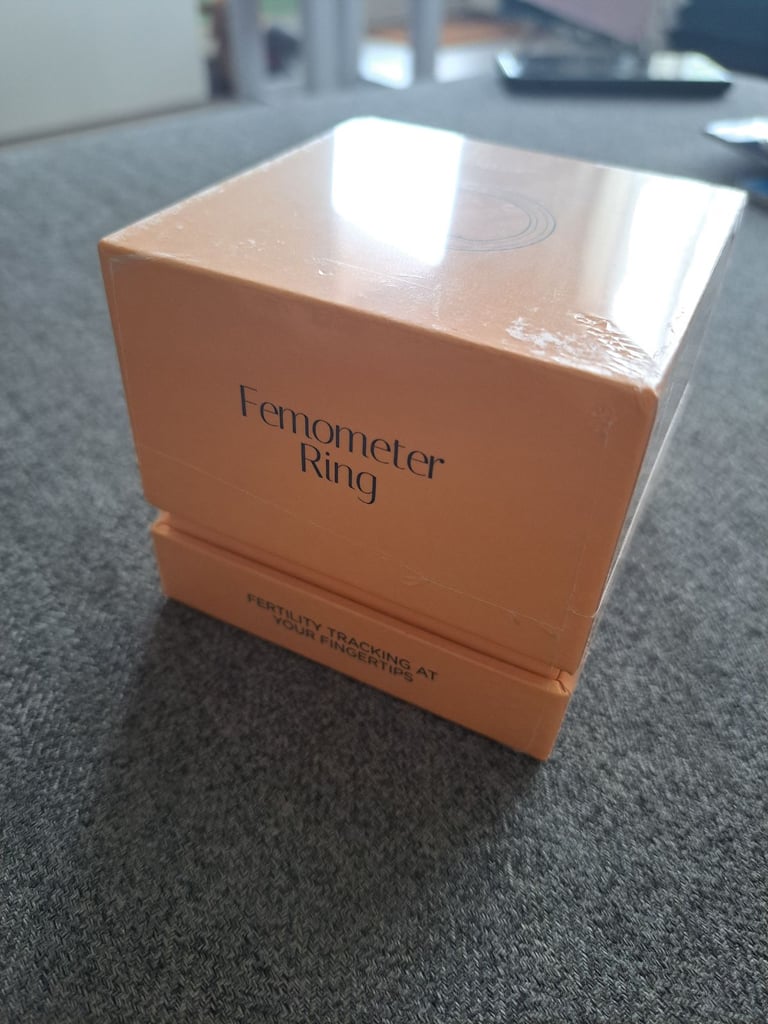 Femometer
Ring
FERTILITY TRACKING AT
YOUR FINGERTIPS